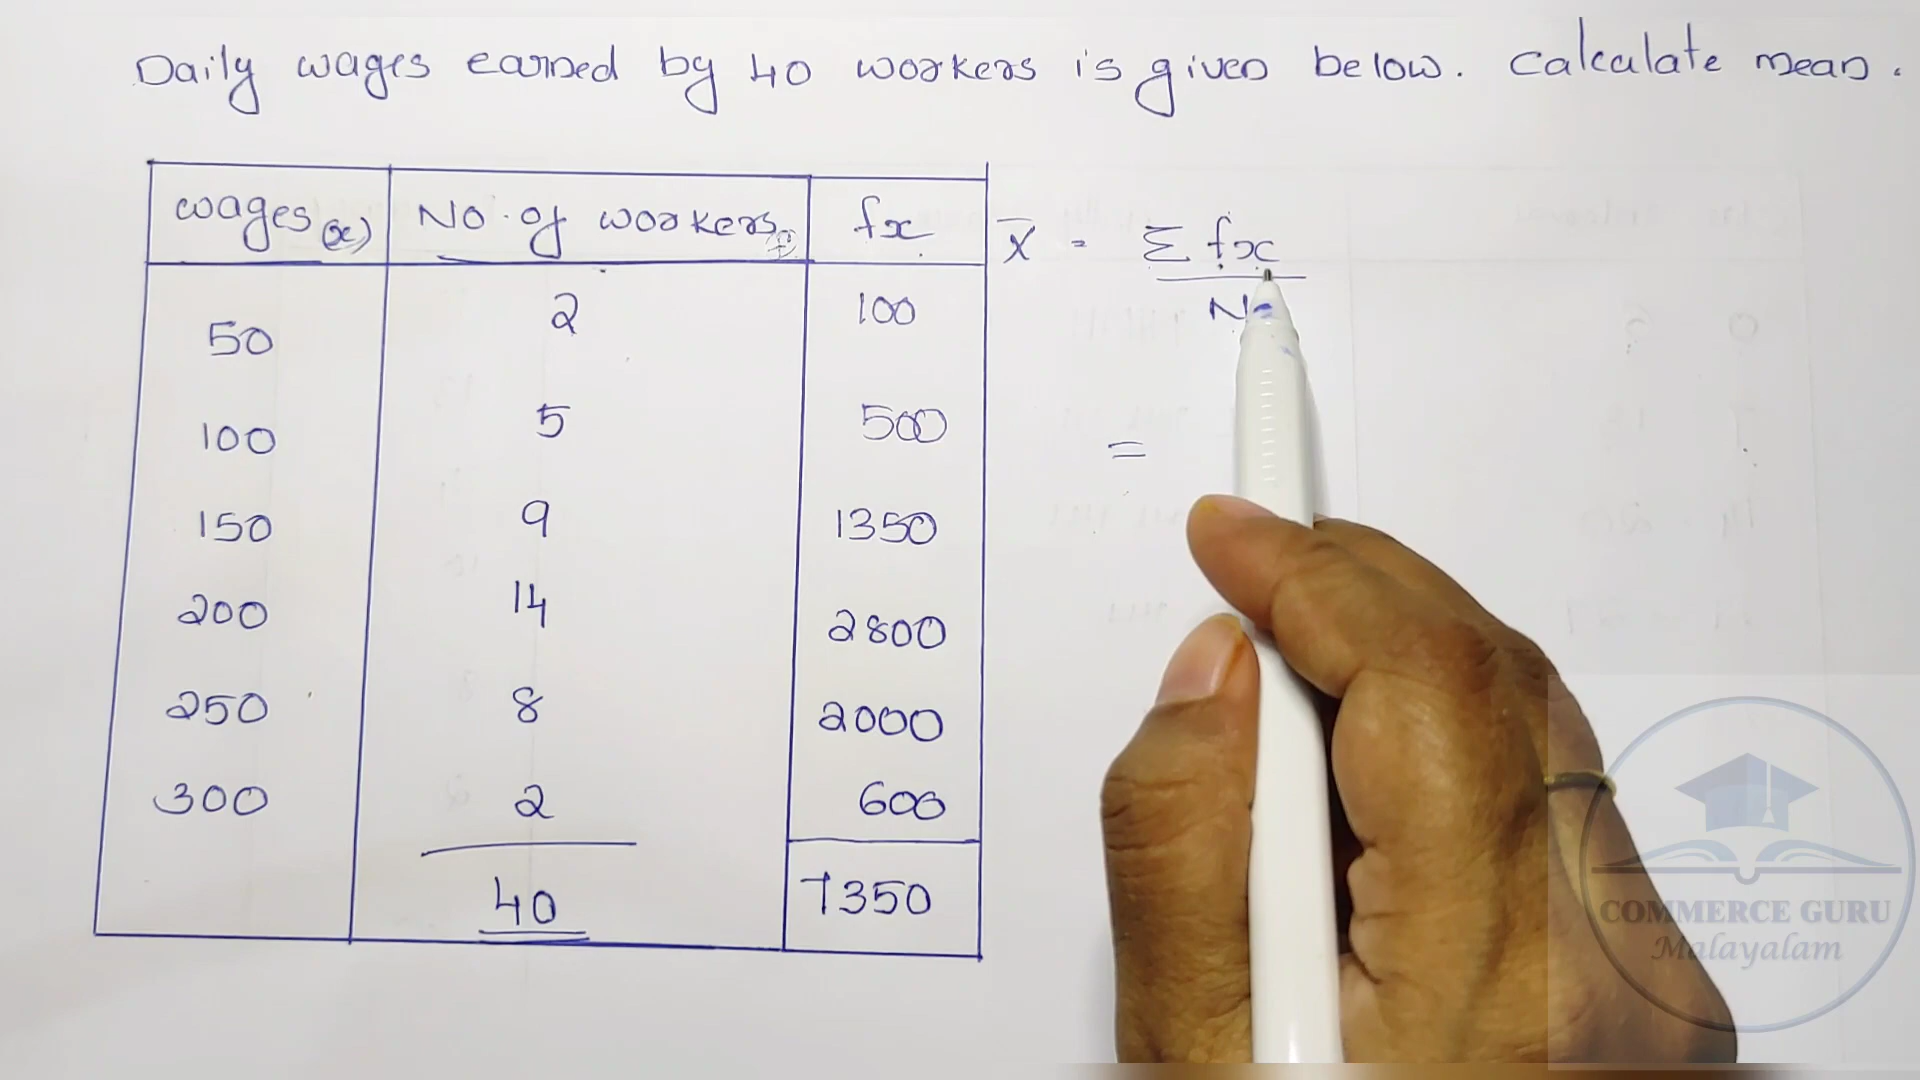 Daily wages earned by 40 workers is given below. Calculate mean.
wages (x) No. of workers (f) fx
50 2 100
100 5 500
150 9 1350
200 14 2800
250 8 2000
300 2 600
40 7350
X̄ = Σfx
N
=
COMMERCE GURU
Malayalam